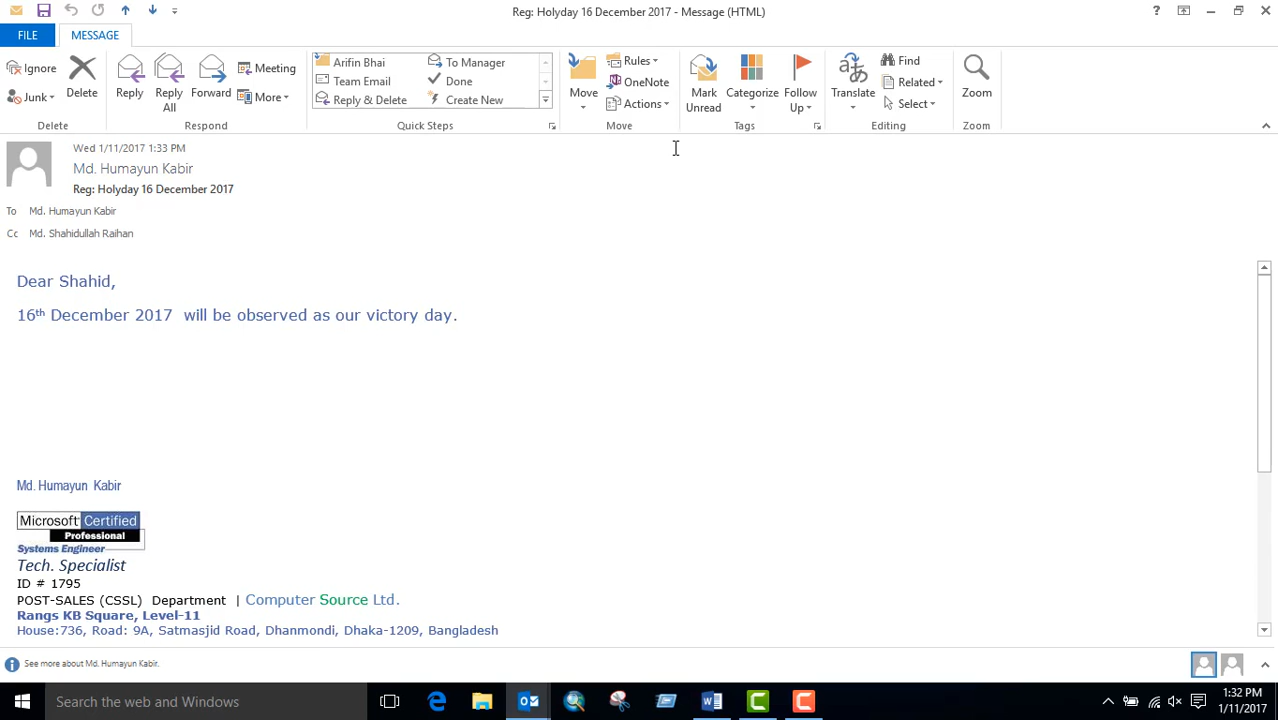 Reg: Holyday 16 December 2017 - Message (HTML)
?
FILE
MESSAGE
Ignore
Junk
Delete
Reply
Reply All
Forward
Meeting
More
Arifin Bhai
To Manager
Team Email
Done
Reply & Delete
Create New
Move
Rules
OneNote
Actions
Mark Unread
Categorize
Follow Up
Translate
Find
Related
Select
Zoom
Delete
Respond
Quick Steps
Move
Tags
Editing
Zoom
Wed 1/11/2017 1:33 PM
Md. Humayun Kabir
Reg: Holyday 16 December 2017
To Md. Humayun Kabir
Cc Md. Shahidullah Raihan
Dear Shahid,
16th December 2017  will be observed as our victory day.
Md. Humayun Kabir
Microsoft Certified
Professional
Systems Engineer
Tech. Specialist
ID # 1795
POST-SALES (CSSL) Department | Computer Source Ltd.
Rangs KB Square, Level-11
House:736, Road: 9A, Satmasjid Road, Dhanmondi, Dhaka-1209, Bangladesh
See more about Md. Humayun Kabir.
Search the web and Windows
1:32 PM
1/11/2017